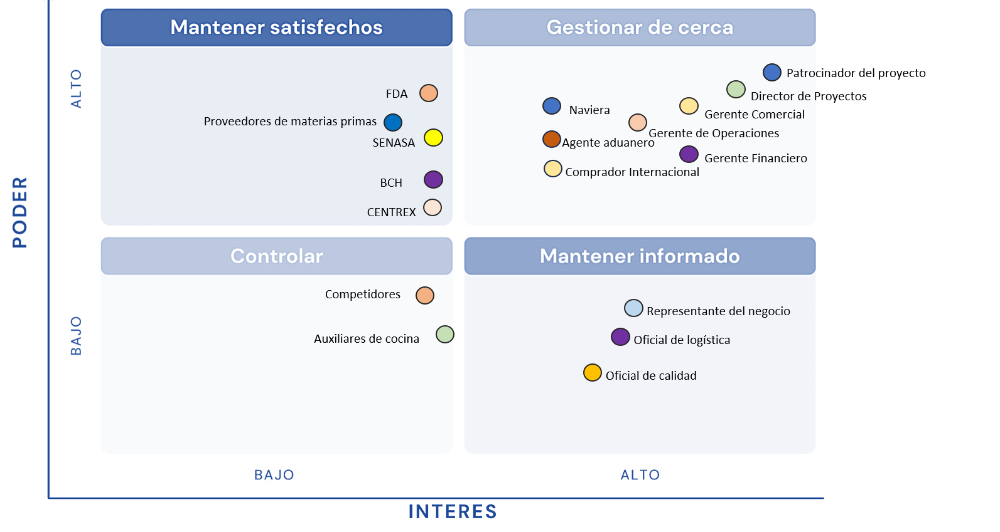 Mantener satisfechos
Gestionar de cerca
ALTO
FDA
Proveedores de materias primas
SENASA
BCH
CENTREX
Patrocinador del proyecto
Director de Proyectos
Naviera
Gerente Comercial
Gerente de Operaciones
Agente aduanero
Gerente Financiero
Comprador Internacional
PODER
Controlar
Mantener informado
BAJO
Competidores
Auxiliares de cocina
Representante del negocio
Oficial de logística
Oficial de calidad
BAJO
ALTO
INTERES